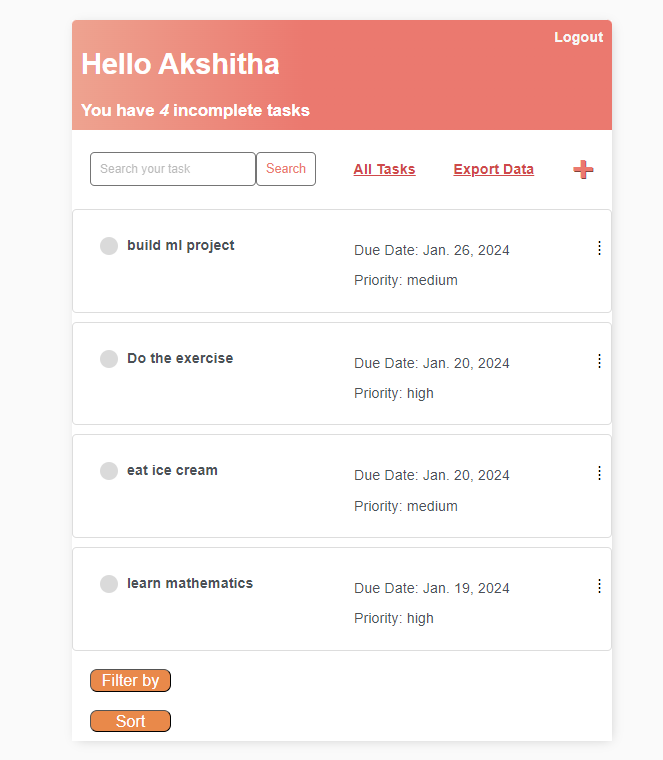 Logout
Hello Akshitha
You have 4 incomplete tasks
Search your task Search All Tasks Export Data
build ml project Due Date: Jan. 26, 2024
Priority: medium
Do the exercise Due Date: Jan. 20, 2024
Priority: high
eat ice cream Due Date: Jan. 20, 2024
Priority: medium
learn mathematics Due Date: Jan. 19, 2024
Priority: high
Filter by
Sort